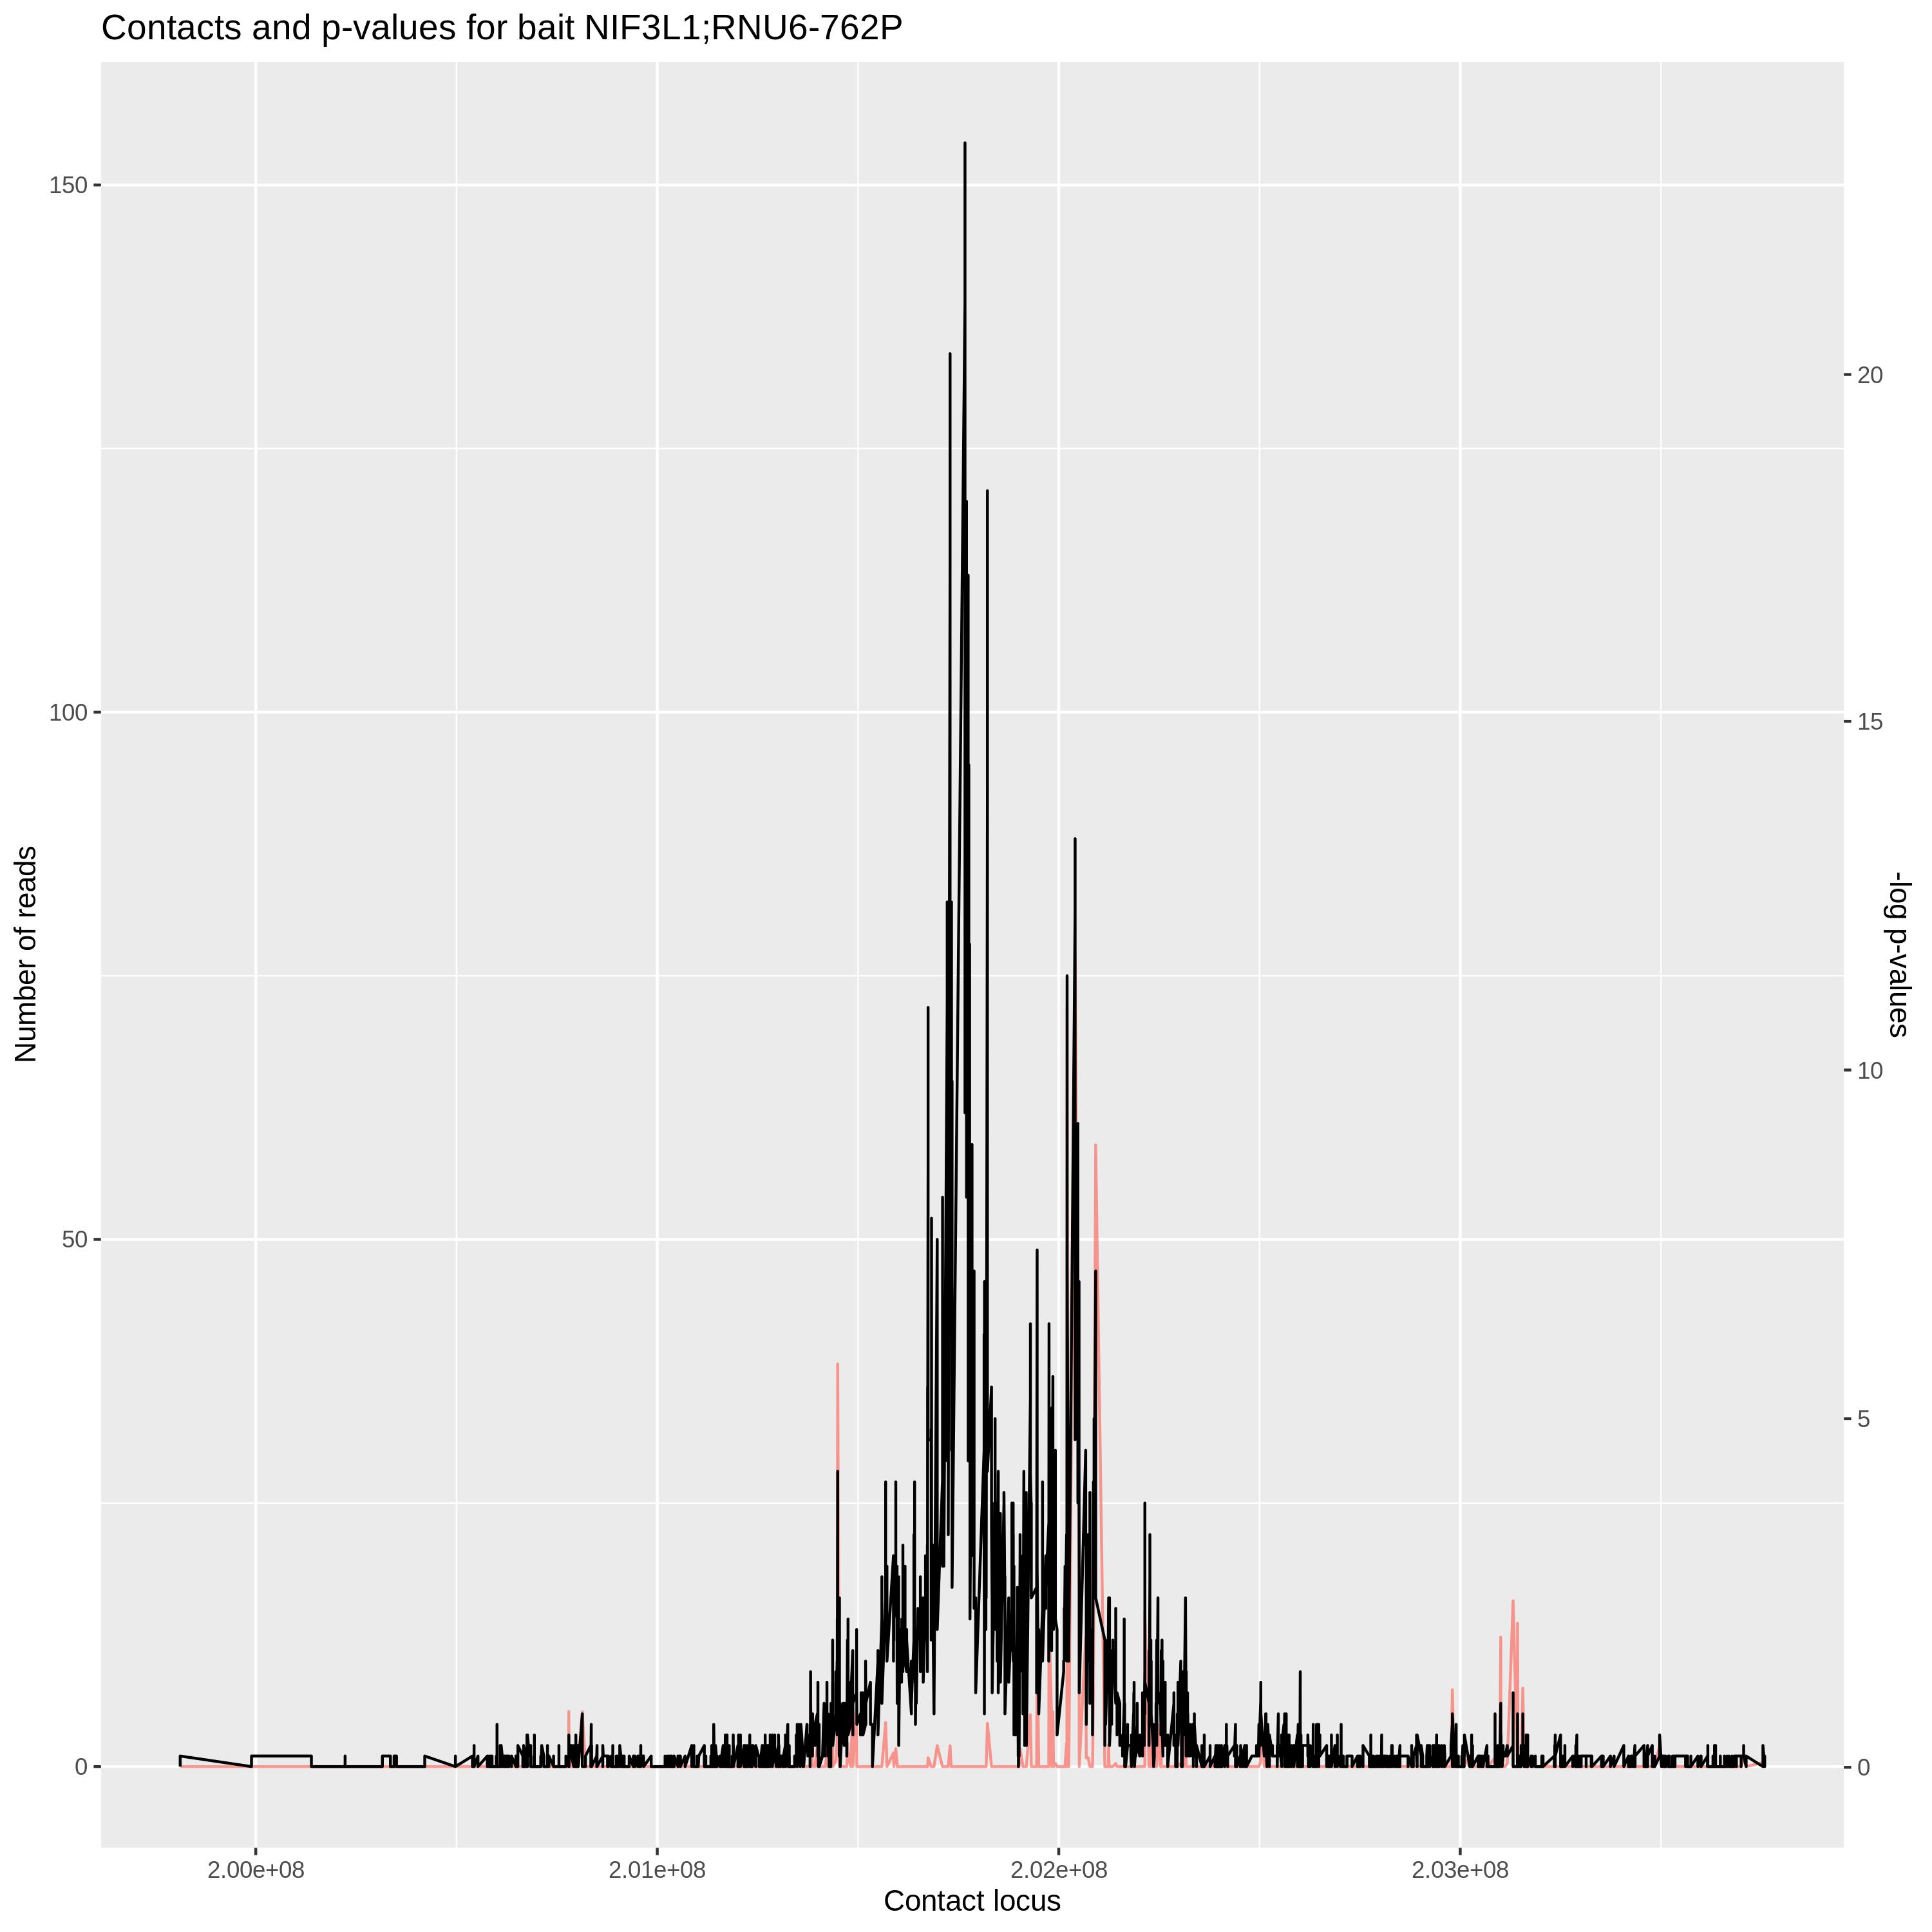 Contacts and p-values for bait NIF3L1;RNU6-762P
150
100
50
0
Number of reads
20
15
10
5
0
-log p-values
2.00e+08
2.01e+08
2.02e+08
2.03e+08
Contact locus